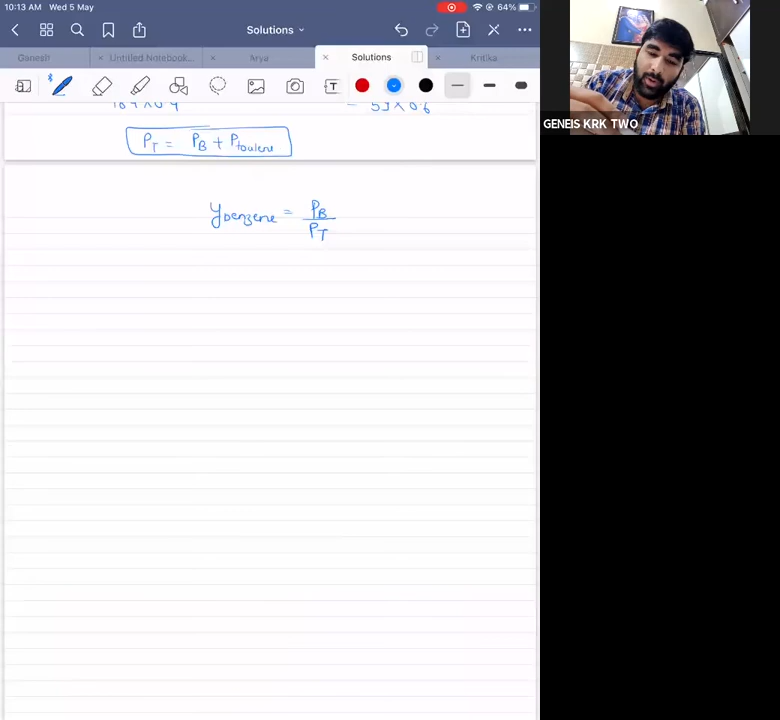 10:13 AM Wed 5 May
64%
Solutions
Ganesh
Untitled Notebook...
Arya
Solutions
Kritika
GENEIS KRK TWO
P_T = P_B + P_toulene
y_benzene = P_B / P_T